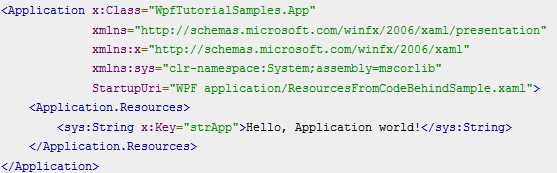 <Application x:Class="WpfTutorialSamples.App"
xmlns="http://schemas.microsoft.com/winfx/2006/xaml/presentation"
xmlns:x="http://schemas.microsoft.com/winfx/2006/xaml"
xmlns:sys="clr-namespace:System;assembly=mscorlib"
StartupUri="WPF application/ResourcesFromCodeBehindSample.xaml">
<Application.Resources>
<sys:String x:Key="strApp">Hello, Application world!</sys:String>
</Application.Resources>
</Application>